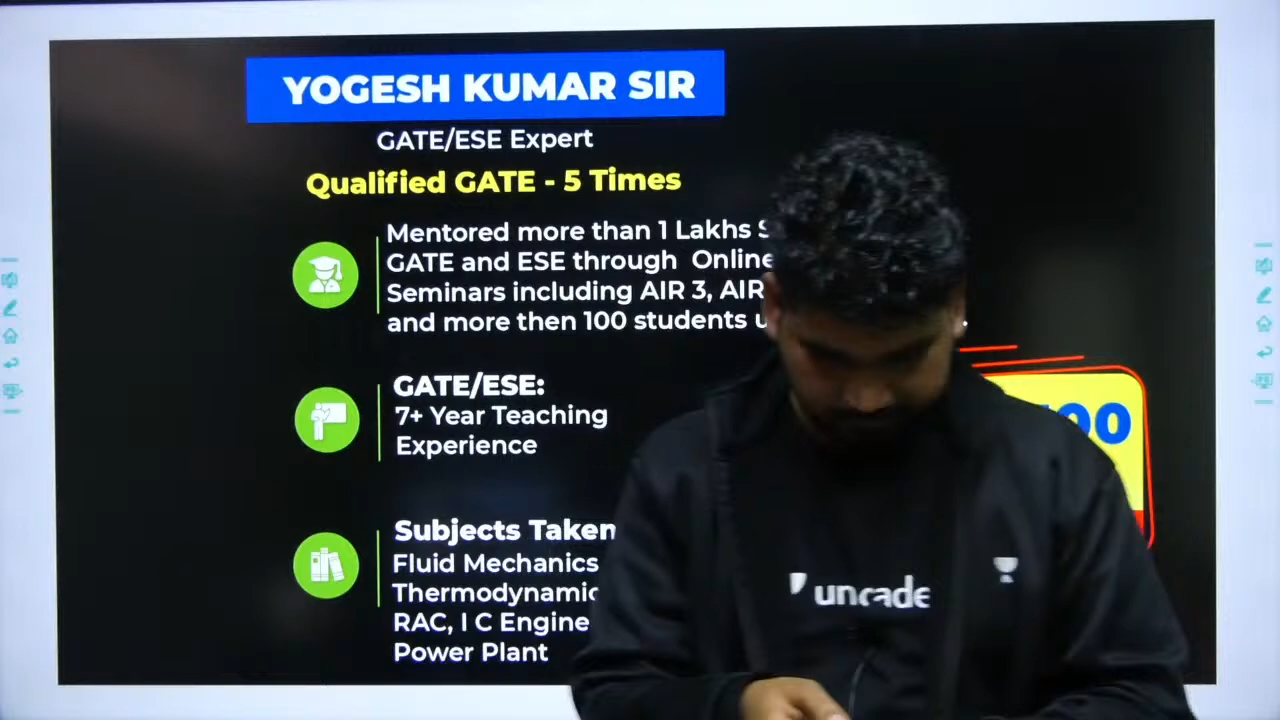 YOGESH KUMAR SIR
GATE/ESE Expert
Qualified GATE - 5 Times
Mentored more than 1 Lakhs S
GATE and ESE through Online
Seminars including AIR 3, AIR
and more then 100 students u
GATE/ESE:
7+ Year Teaching
Experience
00
Subjects Taken
Fluid Mechanics
Thermodynamic
RAC, I C Engine
Power Plant